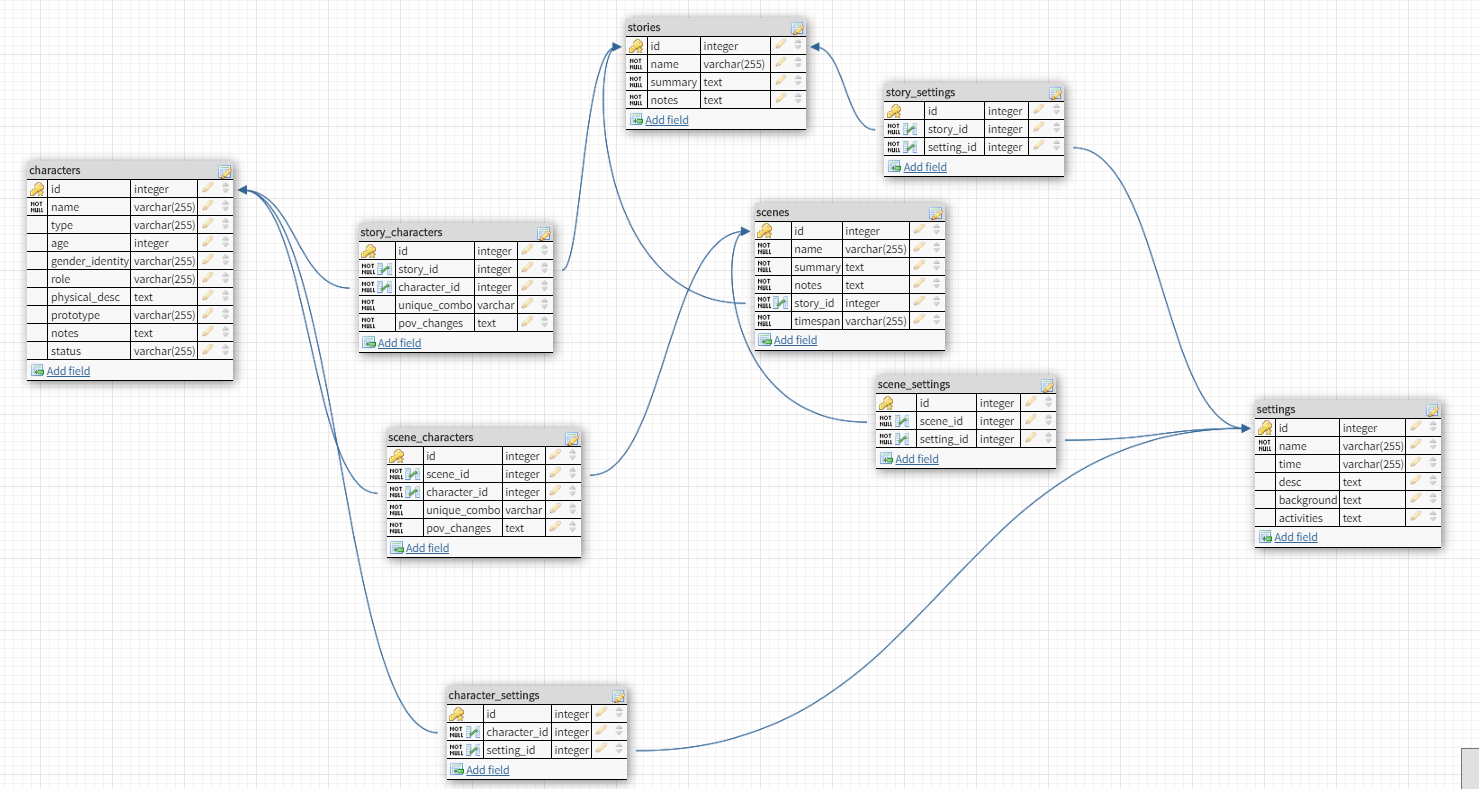 stories
id integer
NOT NULL name varchar(255)
NOT NULL summary text
NOT NULL notes text
Add field
story_settings
id integer
NOT NULL story_id integer
NOT NULL setting_id integer
Add field
characters
id integer
NOT NULL name varchar(255)
type varchar(255)
age integer
gender_identity varchar(255)
role varchar(255)
physical_desc text
prototype varchar(255)
notes text
status varchar(255)
Add field
story_characters
id integer
NOT NULL story_id integer
NOT NULL character_id integer
NOT NULL unique_combo varchar
NOT NULL pov_changes text
Add field
scenes
id integer
NOT NULL name varchar(255)
NOT NULL summary text
NOT NULL notes text
NOT NULL story_id integer
NOT NULL timespan varchar(255)
Add field
scene_settings
id integer
NOT NULL scene_id integer
NOT NULL setting_id integer
Add field
settings
id integer
NOT NULL name varchar(255)
time varchar(255)
desc text
background text
activities text
Add field
scene_characters
id integer
NOT NULL scene_id integer
NOT NULL character_id integer
NOT NULL unique_combo varchar
NOT NULL pov_changes text
Add field
character_settings
id integer
NOT NULL character_id integer
NOT NULL setting_id integer
Add field